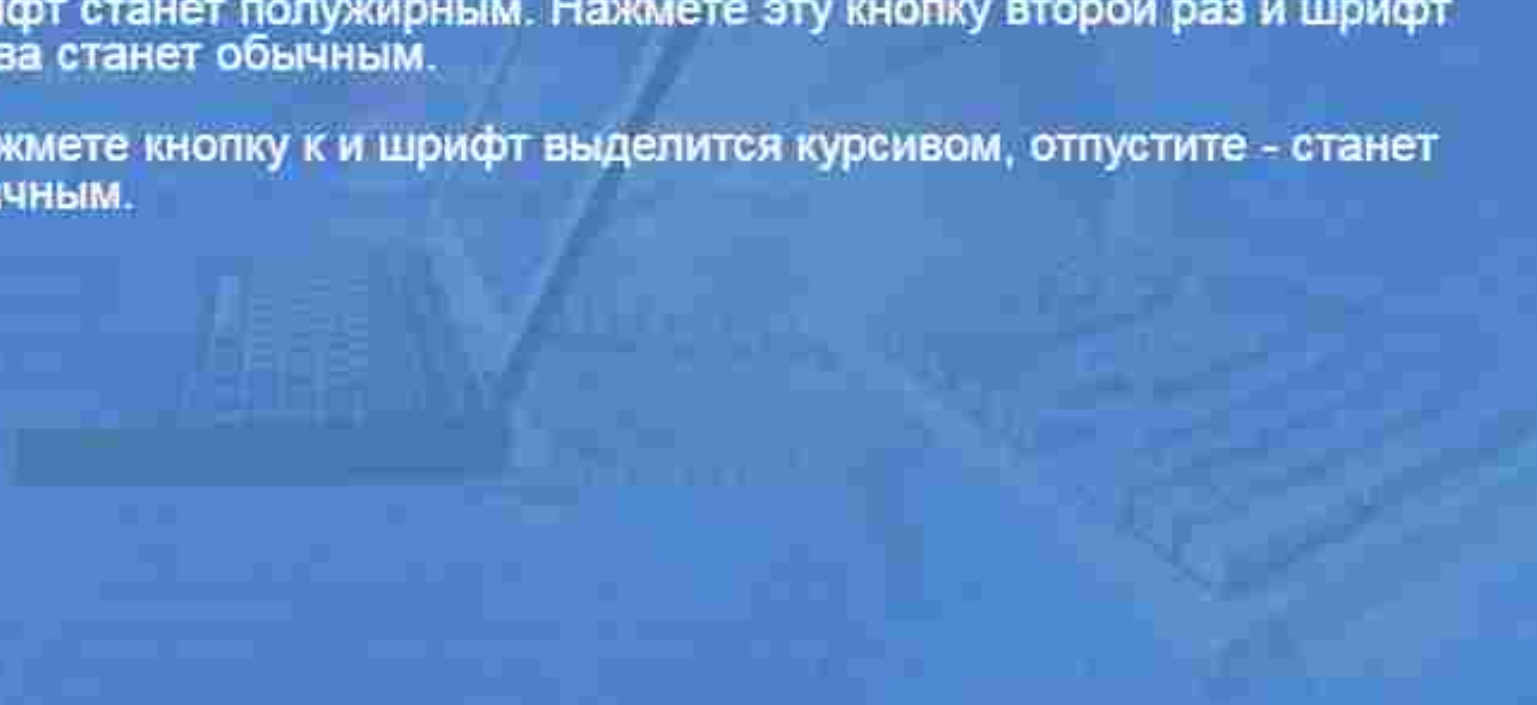 фт станет полужирным. Нажмете эту кнопку второй раз и шрифт
ва станет обычным.
жмете кнопку к и шрифт выделится курсивом, отпустите - станет
чным.